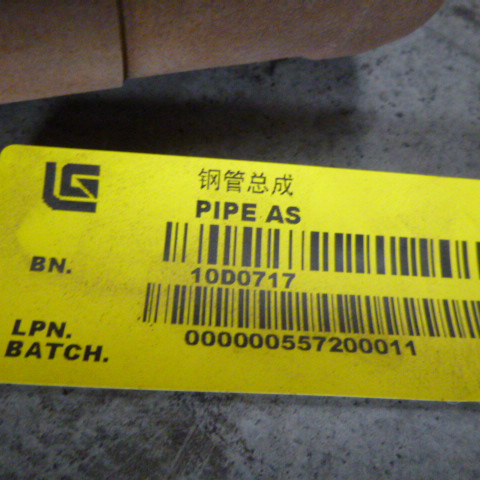 钢管总成
PIPE AS
BN.
10D0717
LPN.
000000557200011
BATCH.